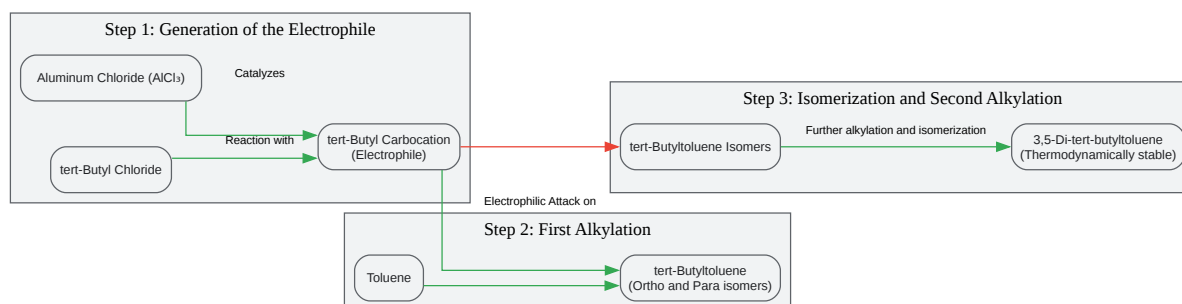 Step 1: Generation of the Electrophile
Aluminum Chloride (AlCl₃)
Catalyzes
Reaction with
tert-Butyl Chloride
tert-Butyl Carbocation
(Electrophile)
Step 3: Isomerization and Second Alkylation
tert-Butyltoluene Isomers
Further alkylation and isomerization
3,5-Di-tert-butyltoluene
(Thermodynamically stable)
Electrophilic Attack on
Step 2: First Alkylation
Toluene
tert-Butyltoluene
(Ortho and Para isomers)